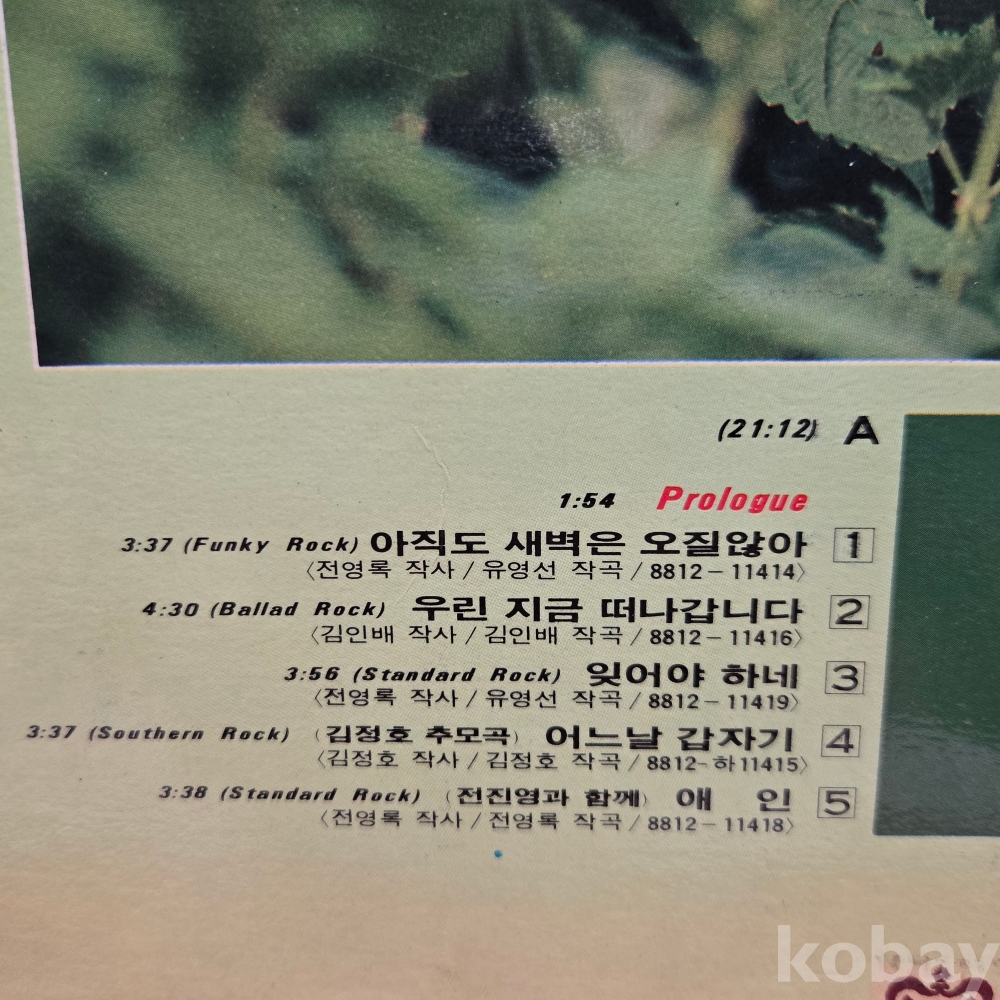 (21:12) A
1:54 Prologue
3:37 (Funky Rock) 아직도 새벽은 오질않아 1
〈전영록 작사 / 유영선 작곡 / 8812-11414〉
4:30 (Ballad Rock) 우린 지금 떠나갑니다 2
〈김인배 작사 / 김인배 작곡 / 8812-11416〉
3:56 (Standard Rock) 잊어야 하네 3
〈전영록 작사 / 유영선 작곡 / 8812-11419〉
3:37 (Southern Rock) (김정호 추모곡) 어느날 갑자기 4
〈김정호 작사 / 김정호 작곡 / 8812-하11415〉
3:38 (Standard Rock) (전진영과 함께) 애 인 5
〈전영록 작사 / 전영록 작곡 / 8812-11418〉
kobay